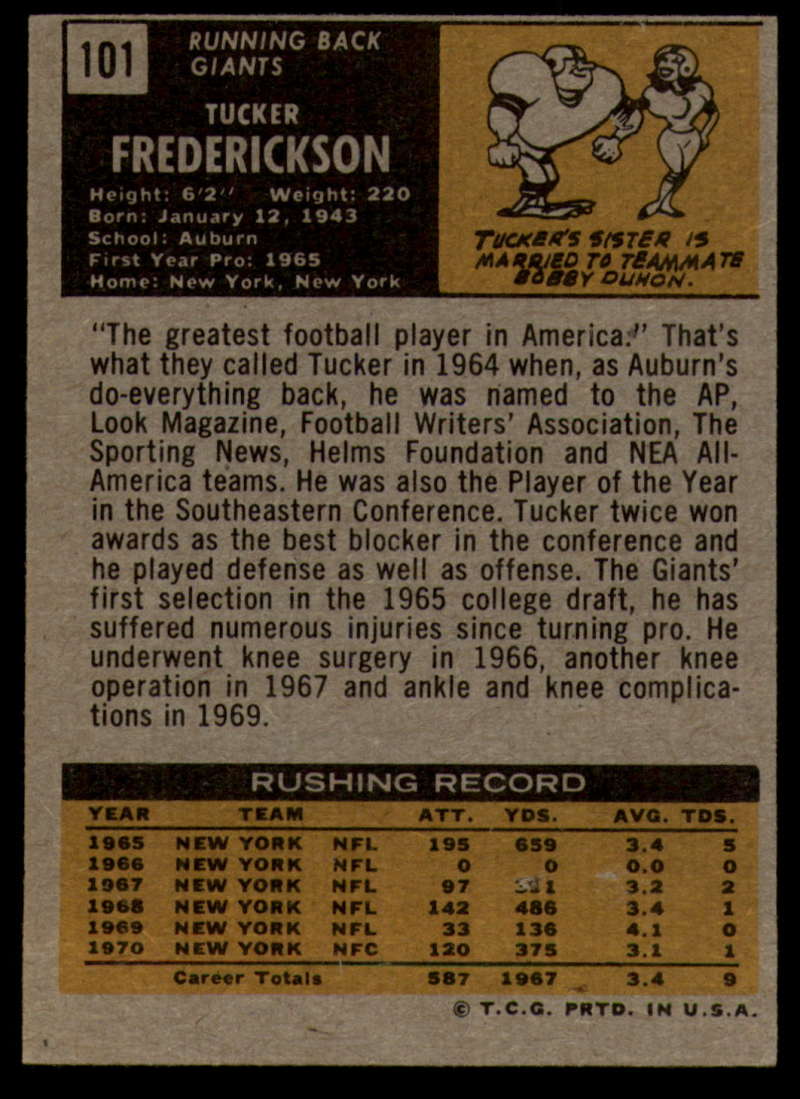 101
RUNNING BACK
GIANTS
TUCKER
FREDERICKSON
Height: 6'2" Weight: 220
Born: January 12, 1943
School: Auburn
First Year Pro: 1965
Home: New York, New York
TUCKER'S SISTER IS
MARRIED TO TEAMMATE
BOBBY DUHON.
"The greatest football player in America." That's
what they called Tucker in 1964 when, as Auburn's
do-everything back, he was named to the AP,
Look Magazine, Football Writers' Association, The
Sporting News, Helms Foundation and NEA All-
America teams. He was also the Player of the Year
in the Southeastern Conference. Tucker twice won
awards as the best blocker in the conference and
he played defense as well as offense. The Giants'
first selection in the 1965 college draft, he has
suffered numerous injuries since turning pro. He
underwent knee surgery in 1966, another knee
operation in 1967 and ankle and knee complica-
tions in 1969.
RUSHING RECORD
YEAR TEAM ATT. YDS. AVG. TDS.
1965 NEW YORK NFL 195 659 3.4 5
1966 NEW YORK NFL 0 0 0.0 0
1967 NEW YORK NFL 97 3.2 2
1968 NEW YORK NFL 142 486 3.4 1
1969 NEW YORK NFL 33 136 4.1 0
1970 NEW YORK NFC 120 375 3.1 1
Career Totals 587 1967 3.4 9
© T.C.G. PRTD. IN U.S.A.